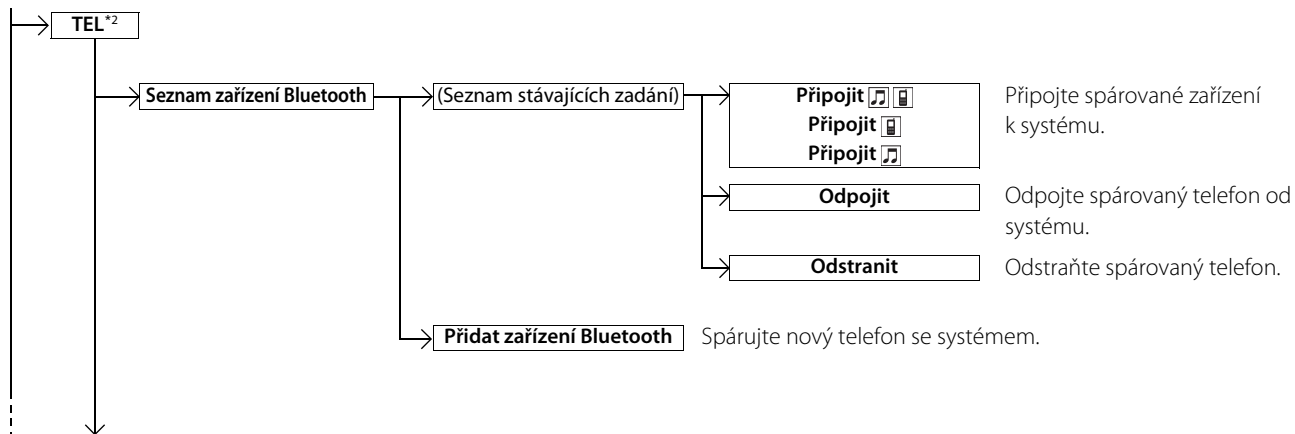 TEL*2
Seznam zařízení Bluetooth
(Seznam stávajících zadání)
Připojit
Připojit
Připojit
Připojte spárované zařízení
k systému.
Odpojit
Odpojte spárovaný telefon od
systému.
Odstranit
Odstraňte spárovaný telefon.
Přidat zařízení Bluetooth
Spárujte nový telefon se systémem.